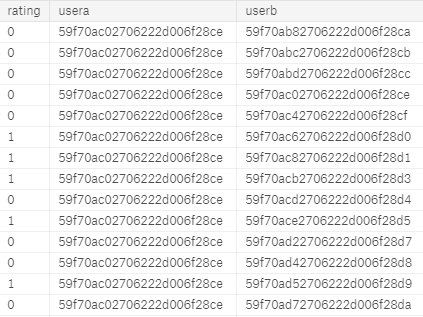 rating usera userb
0 59f70ac02706222d006f28ce 59f70ab82706222d006f28ca
0 59f70ac02706222d006f28ce 59f70abc2706222d006f28cb
0 59f70ac02706222d006f28ce 59f70abd2706222d006f28cc
0 59f70ac02706222d006f28ce 59f70ac02706222d006f28ce
0 59f70ac02706222d006f28ce 59f70ac42706222d006f28cf
1 59f70ac02706222d006f28ce 59f70ac62706222d006f28d0
1 59f70ac02706222d006f28ce 59f70ac82706222d006f28d1
1 59f70ac02706222d006f28ce 59f70acb2706222d006f28d3
0 59f70ac02706222d006f28ce 59f70acd2706222d006f28d4
1 59f70ac02706222d006f28ce 59f70ace2706222d006f28d5
0 59f70ac02706222d006f28ce 59f70ad22706222d006f28d7
0 59f70ac02706222d006f28ce 59f70ad42706222d006f28d8
1 59f70ac02706222d006f28ce 59f70ad52706222d006f28d9
0 59f70ac02706222d006f28ce 59f70ad72706222d006f28da